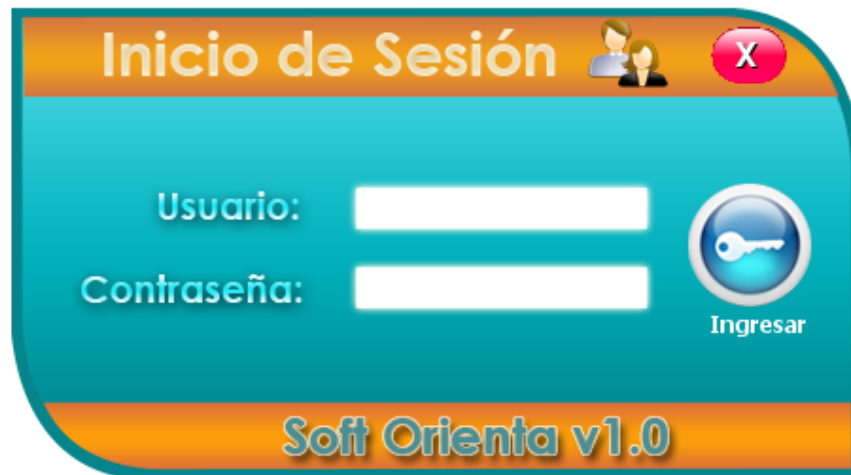 Inicio de Sesión X
Usuario:
Contraseña:
Ingresar
Soft Orienta v1.0